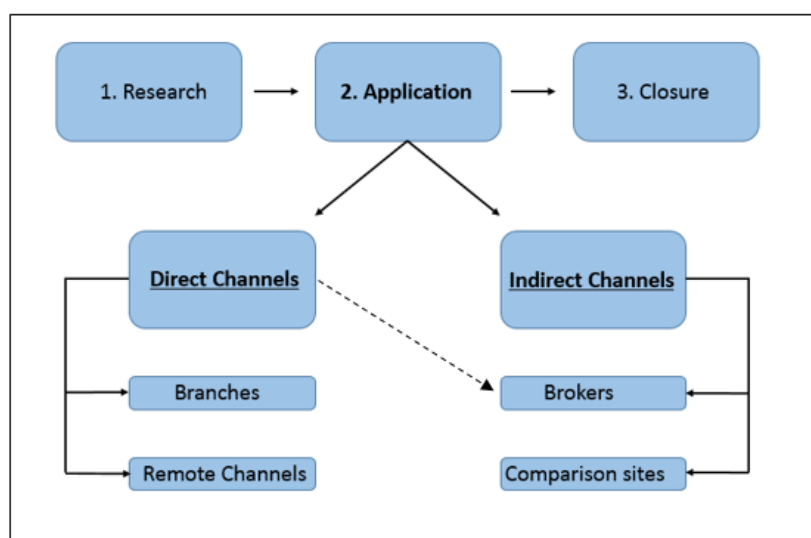 1. Research
2. Application
3. Closure
Direct Channels
Indirect Channels
Branches
Brokers
Remote Channels
Comparison sites